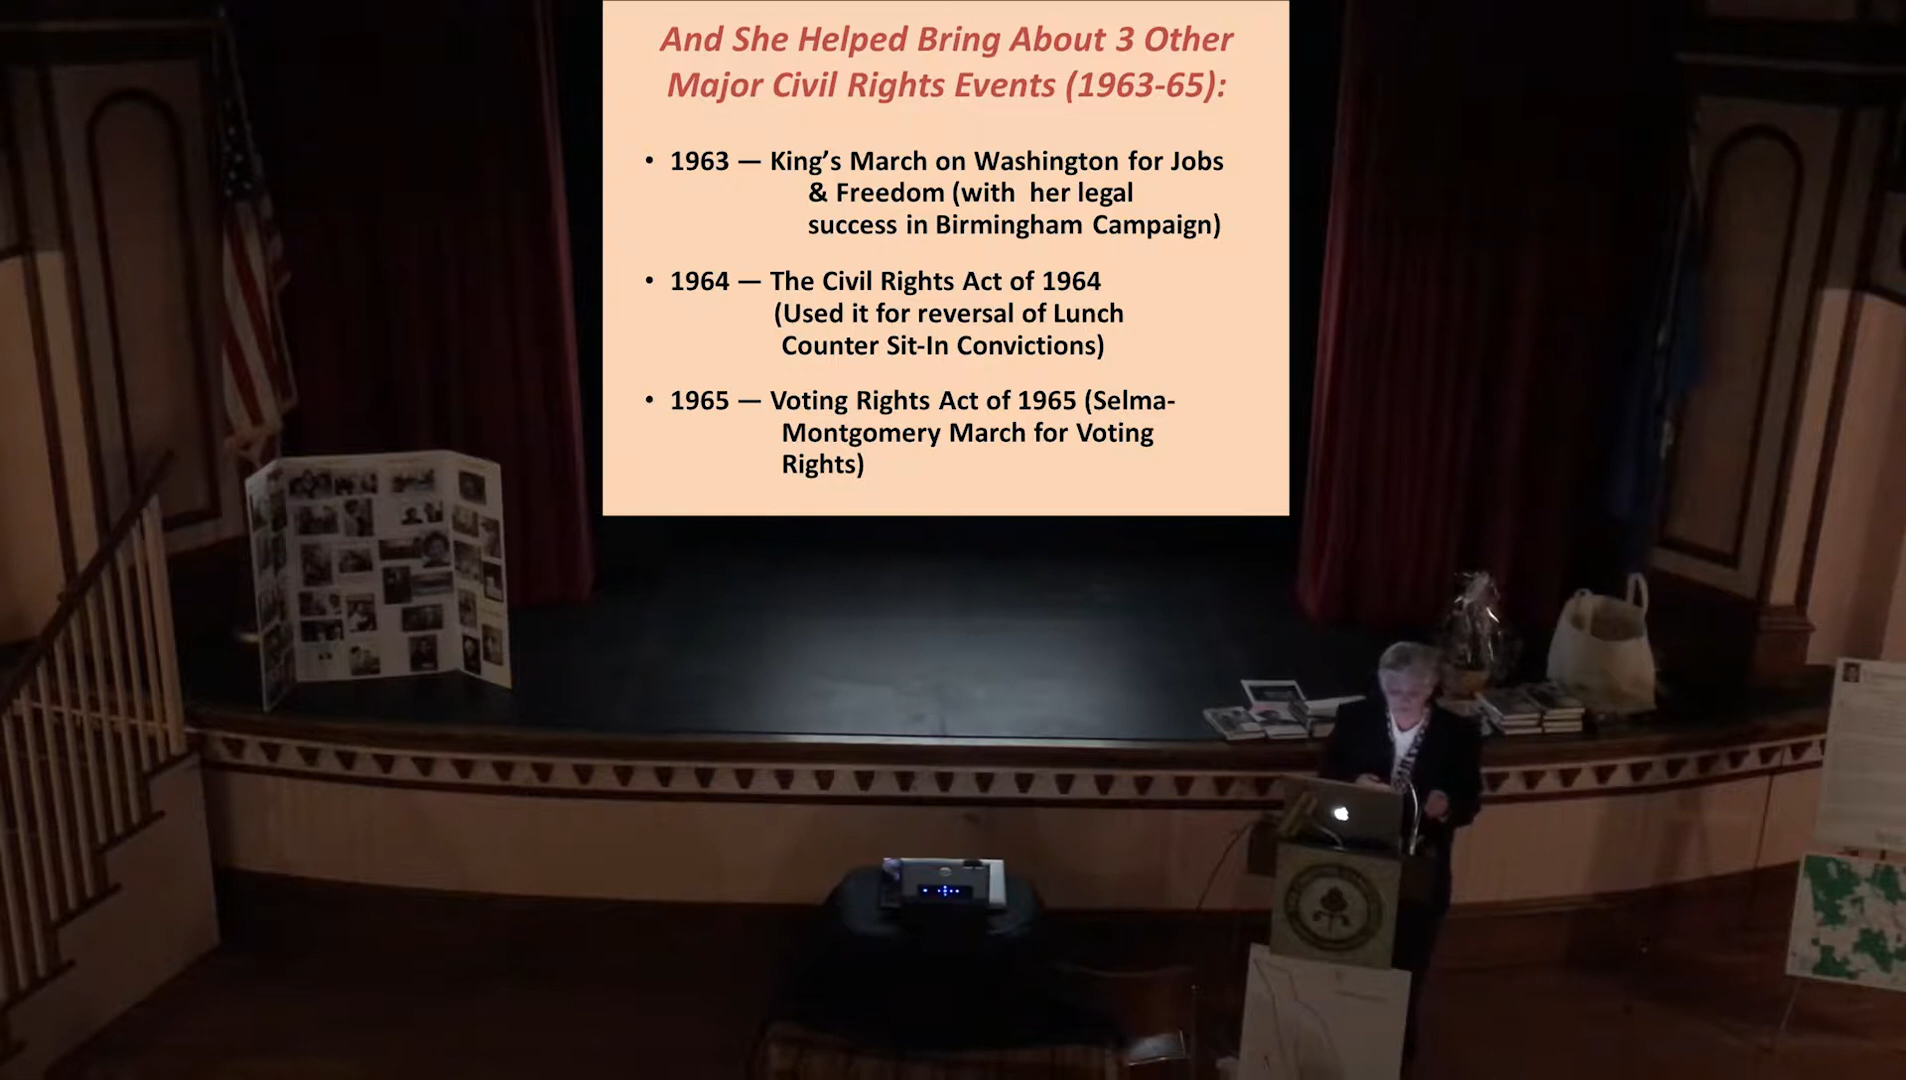 And She Helped Bring About 3 Other
Major Civil Rights Events (1963-65):
• 1963 — King's March on Washington for Jobs
& Freedom (with her legal
success in Birmingham Campaign)
• 1964 — The Civil Rights Act of 1964
(Used it for reversal of Lunch
Counter Sit-In Convictions)
• 1965 — Voting Rights Act of 1965 (Selma-
Montgomery March for Voting
Rights)